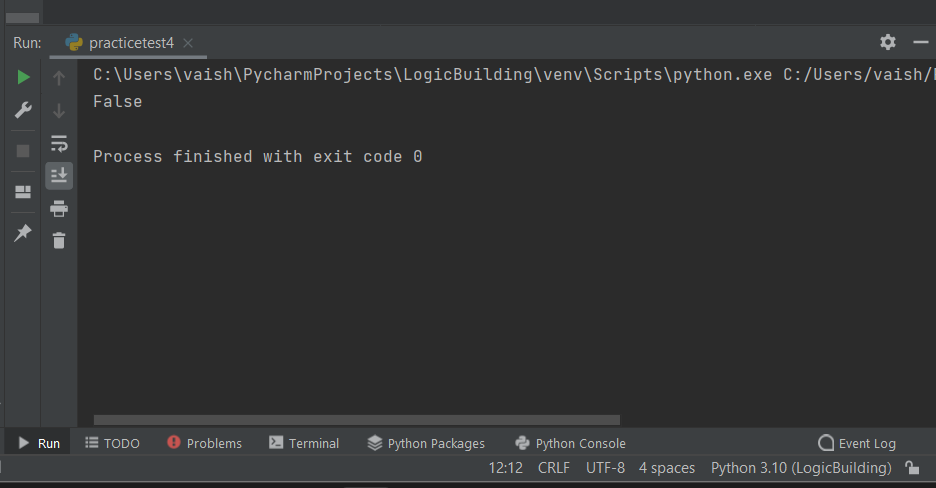 Run: practicetest4
C:\Users\vaish\PycharmProjects\LogicBuilding\venv\Scripts\python.exe C:/Users/vaish/
False
Process finished with exit code 0
Run TODO Problems Terminal Python Packages Python Console Event Log
12:12 CRLF UTF-8 4 spaces Python 3.10 (LogicBuilding)